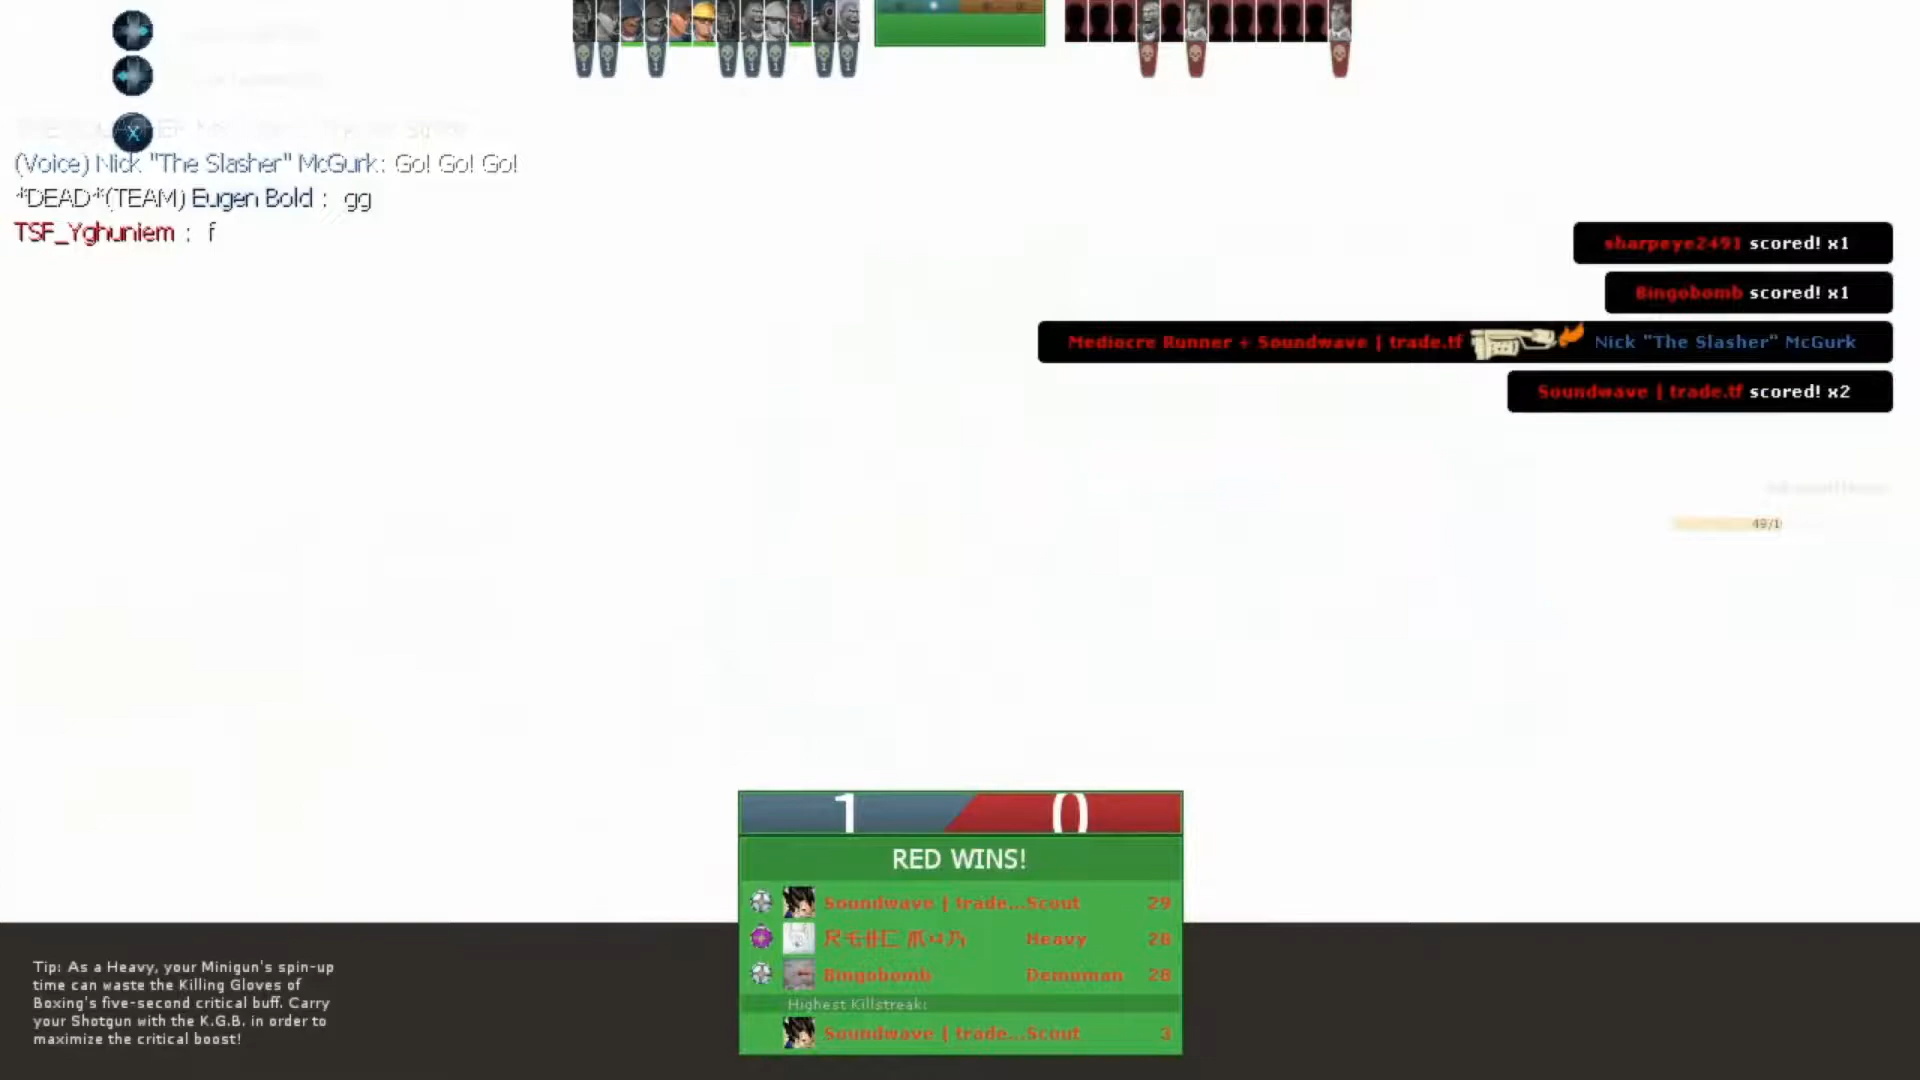 (Voice) Nick "The Slasher" McGurk: Go! Go! Go!
*DEAD*(TEAM) Eugen Bold :  gg
TSF_Yghuniem :  f
sharpeye2491 scored! x1
Bingobomb scored! x1
Mediocre Runner + Soundwave | trade.tf Nick "The Slasher" McGurk
Soundwave | trade.tf scored! x2
49/1
1 0
RED WINS!
Soundwave | trade...Scout 29
Heavy 28
Bingobomb Demoman 28
Highest Killstreak:
Soundwave | trade...Scout 3
Tip: As a Heavy, your Minigun's spin-up
time can waste the Killing Gloves of
Boxing's five-second critical buff. Carry
your Shotgun with the K.G.B. in order to
maximize the critical boost!